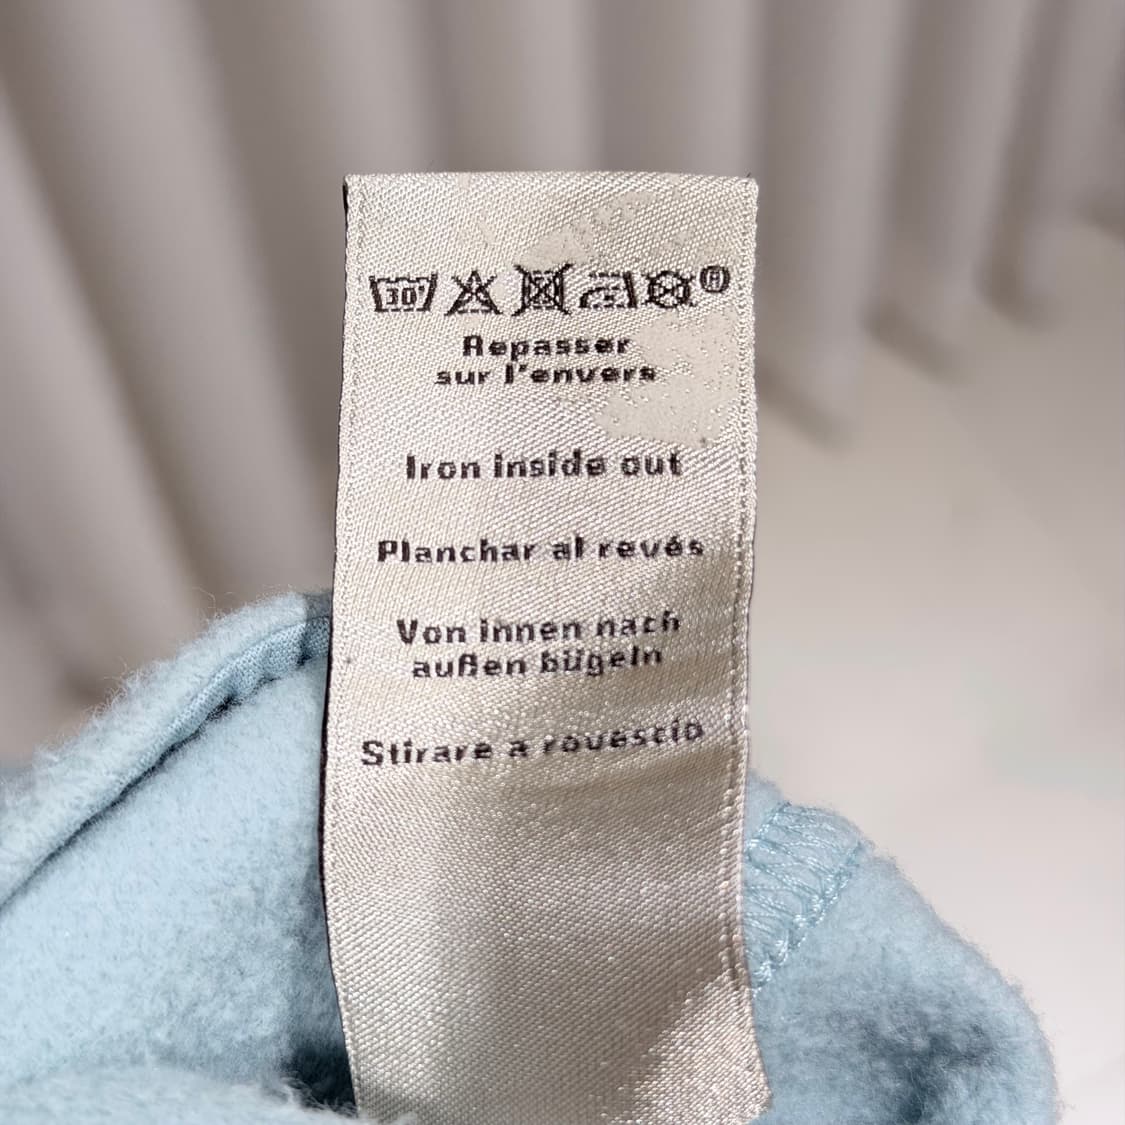 30° ®
Repasser
sur l'envers
Iron inside out
Planchar al revés
Von innen nach
außen bügeln
Stirare a rovescio